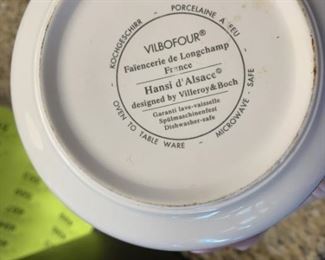 KOCHGESCHIRR - PORCELAINE A FEU
VILBOFOUR®
Faïencerie de Longchamp
France
Hansi d'Alsace©
designed by Villeroy&Boch
Garanti lave-vaisselle
Spülmaschinenfest
Dishwasher-safe
OVEN TO TABLE WARE - MICROWAVE - SAFE